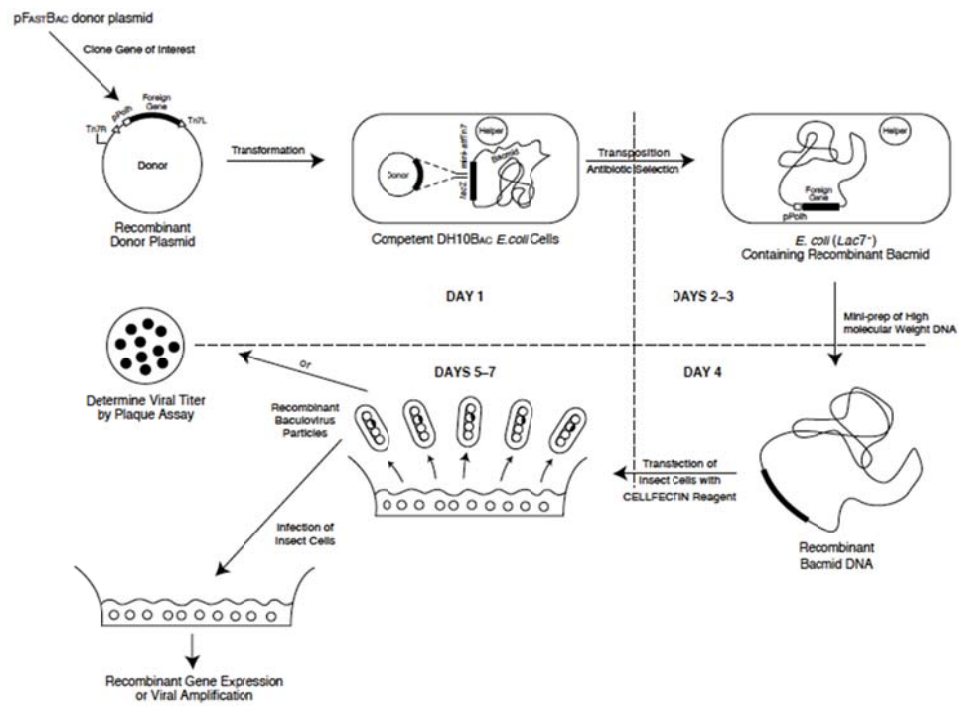 pFASTBAC donor plasmid
Clone Gene of Interest
Foreign
Gene
pPolh
Tn7R
Tn7L
Donor
Recombinant
Donor Plasmid
Transformation
Helper
Donor
lacZ
mini-attTn7
Bacmid
Competent DH10BAC E.coli Cells
Transposition
Antibiotic Selection
Helper
Foreign
Gene
pPolh
E. coli (Lac7-)
Containing Recombinant Bacmid
DAY 1
DAYS 2–3
Mini-prep of High
molecular Weight DNA
Determine Viral Titer
by Plaque Assay
or
DAYS 5–7
DAY 4
Recombinant
Baculovirus
Particles
Transfection of
Insect Cells with
CELLFECTIN Reagent
Recombinant
Bacmid DNA
Infection of
Insect Cells
Recombinant Gene Expression
or Viral Amplification